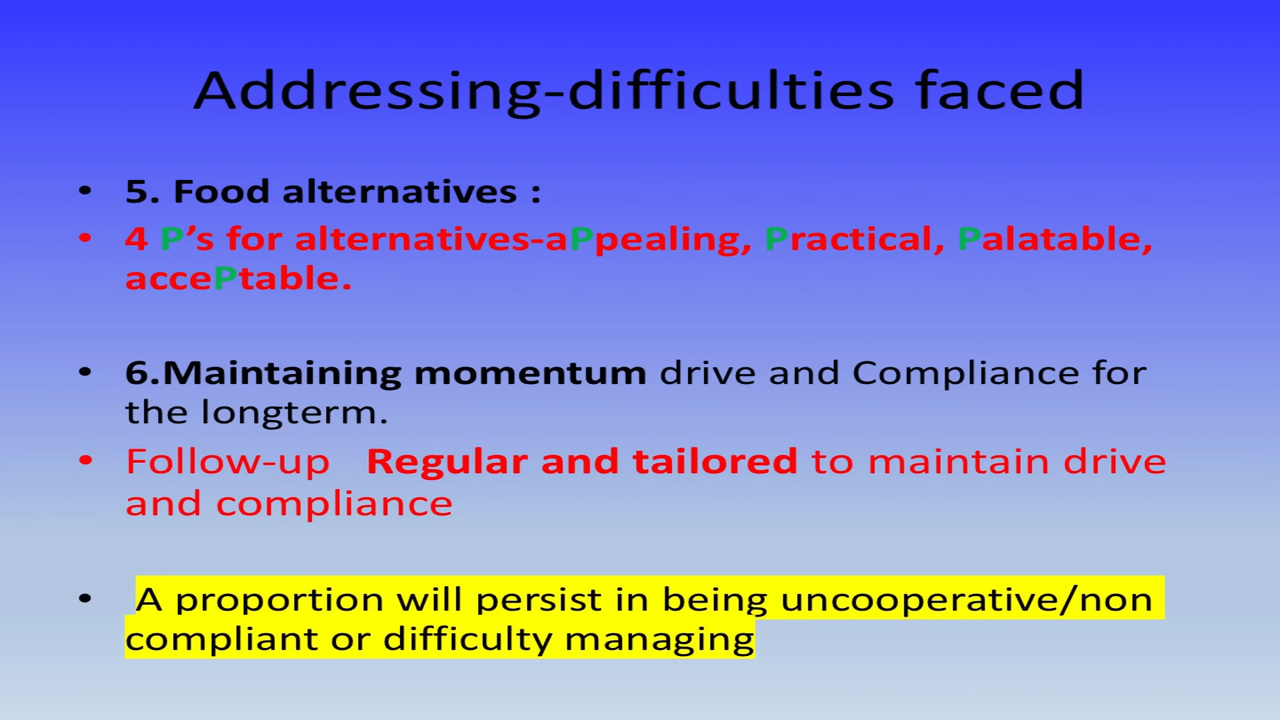 Addressing-difficulties faced
• 5. Food alternatives :
• 4 P’s for alternatives-aPpealing, Practical, Palatable,
accePtable.
• 6.Maintaining momentum drive and Compliance for
the longterm.
• Follow-up Regular and tailored to maintain drive
and compliance
• A proportion will persist in being uncooperative/non
compliant or difficulty managing